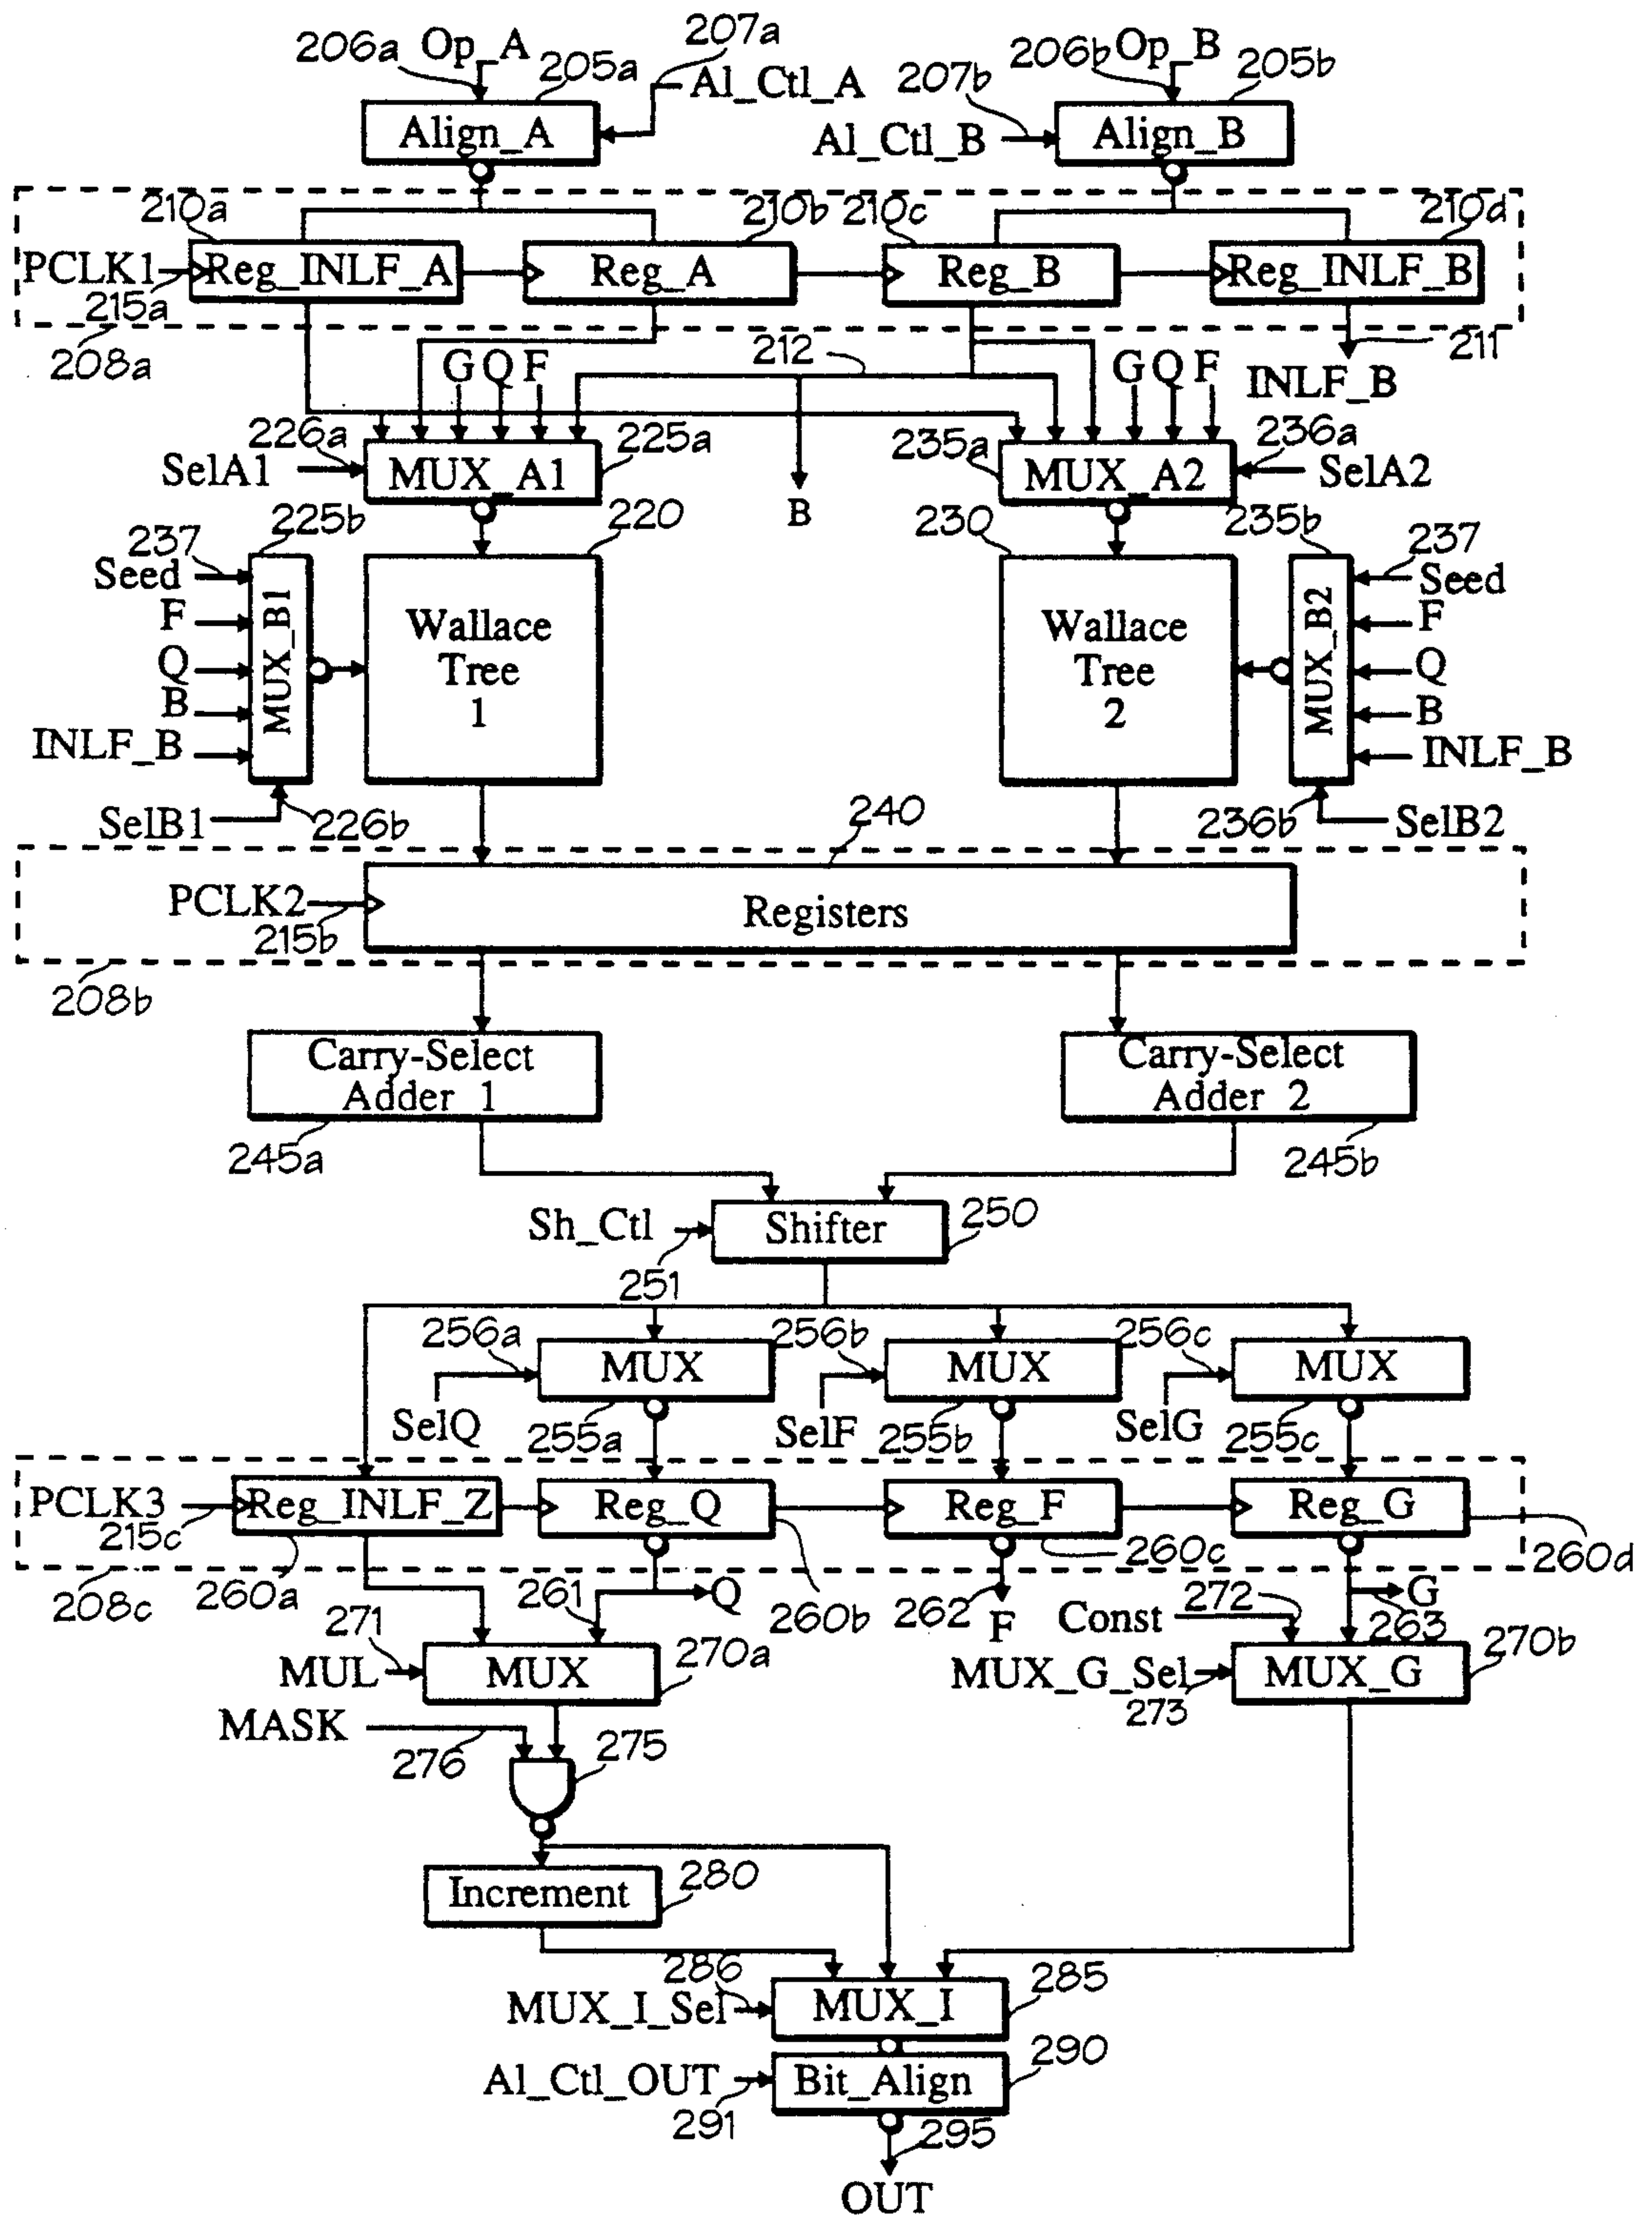 206a Op_A 207a 206b Op_B
205a Al_Ctl_A 207b 205b
Align_A Al_Ctl_B Align_B
210a 210b 210c 210d
PCLK1 Reg_INLF_A Reg_A Reg_B Reg_INLF_B
215a
208a G Q F 212 G Q F 211
INLF_B
226a 225a 235a 236a
SelA1 MUX_A1 MUX_A2 SelA2
B
237 225b 220 230 235b 237
Seed Seed
F Wallace Wallace F
Q MUX_B1 Tree Tree MUX_B2 Q
B 1 2 B
INLF_B INLF_B
SelB1 226b 240 236b SelB2
PCLK2 Registers
215b
208b
Carry-Select Carry-Select
Adder 1 Adder 2
245a 245b
Sh_Ctl Shifter 250
251
256a 256b 256c
MUX MUX MUX
SelQ 255a SelF 255b SelG 255c
PCLK3 Reg_INLF_Z Reg_Q Reg_F Reg_G
215c 260c 260d
208c 260a 261 Q 260b 262 F 272 G
271 Const 263
MUL MUX 270a MUX_G_Sel MUX_G 270b
273
MASK
276 275
Increment 280
286 285
MUX_I_Sel MUX_I
290
Al_Ctl_OUT Bit_Align
291 295
OUT